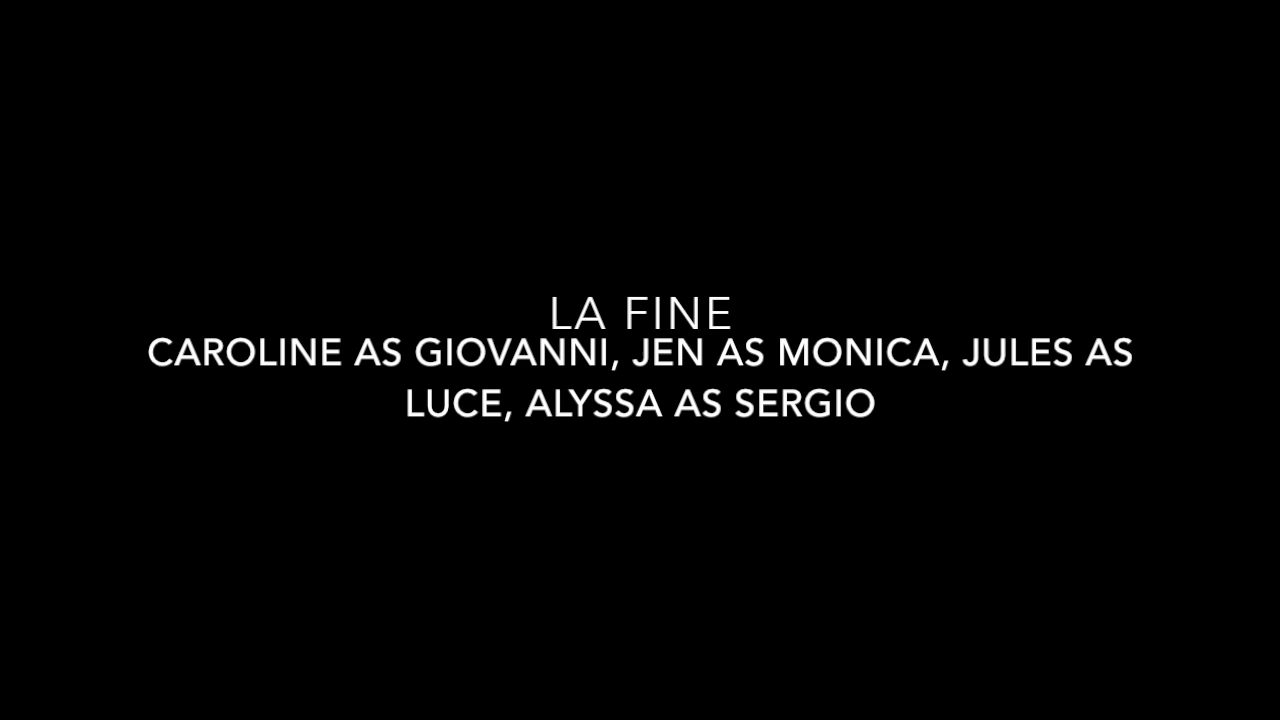 LA FINE
CAROLINE AS GIOVANNI, JEN AS MONICA, JULES AS
LUCE, ALYSSA AS SERGIO